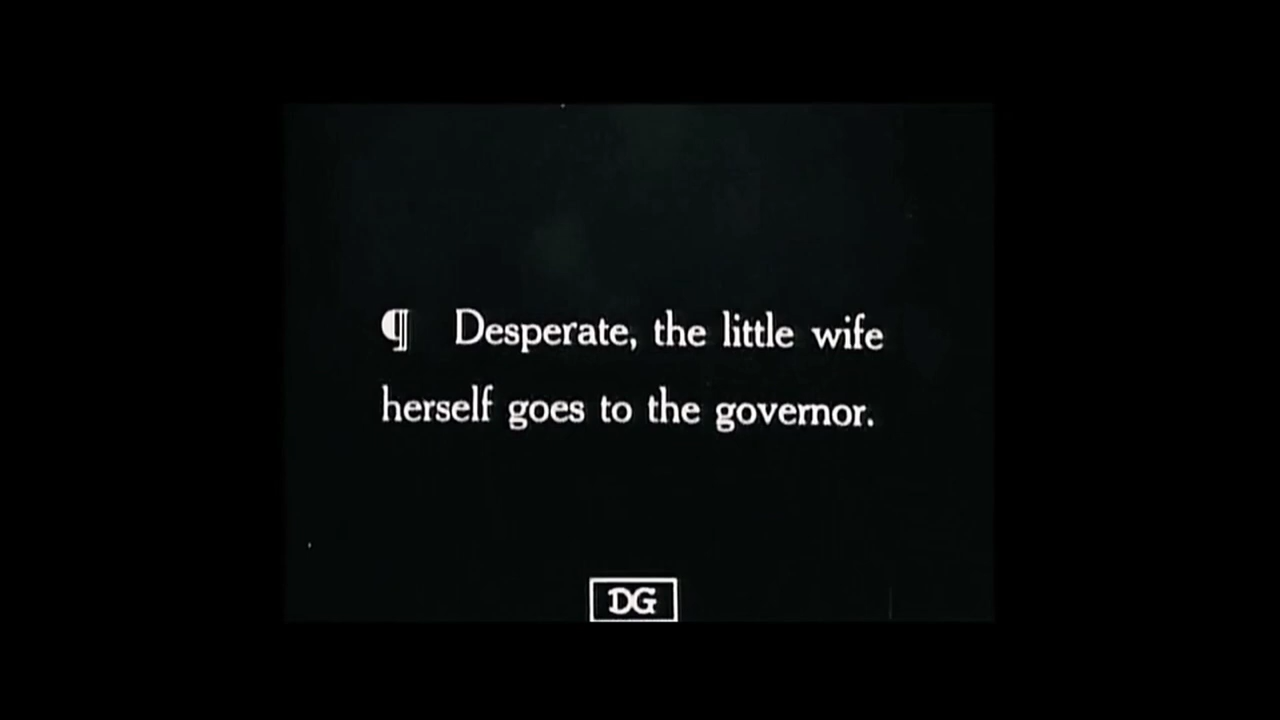 ¶ Desperate, the little wife
herself goes to the governor.
DG